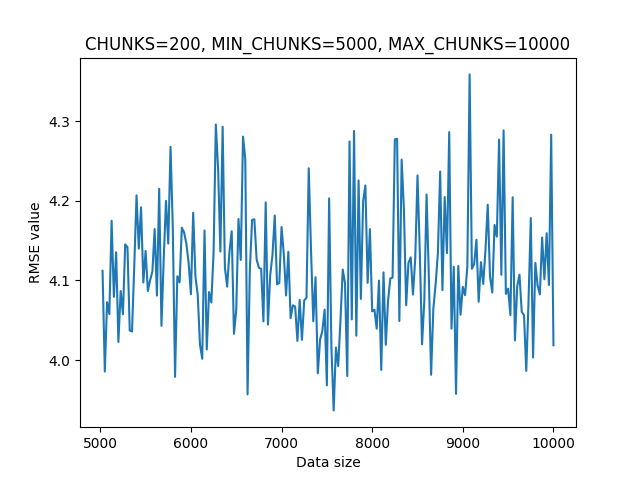 CHUNKS=200, MIN_CHUNKS=5000, MAX_CHUNKS=10000
RMSE value
4.3
4.2
4.1
4.0
5000 6000 7000 8000 9000 10000
Data size